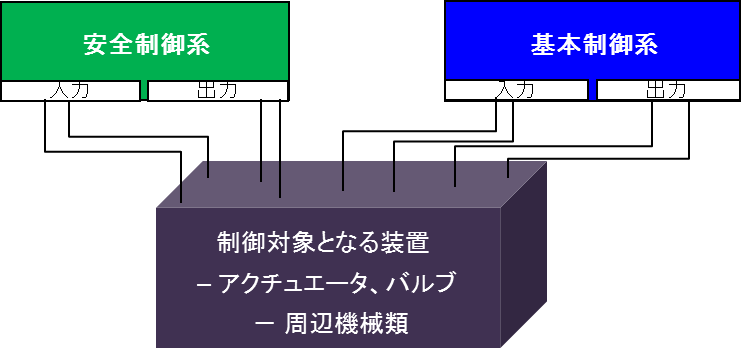 安全制御系
入力
出力
基本制御系
入力
出力
制御対象となる装置
– アクチュエータ、バルブ
－ 周辺機械類